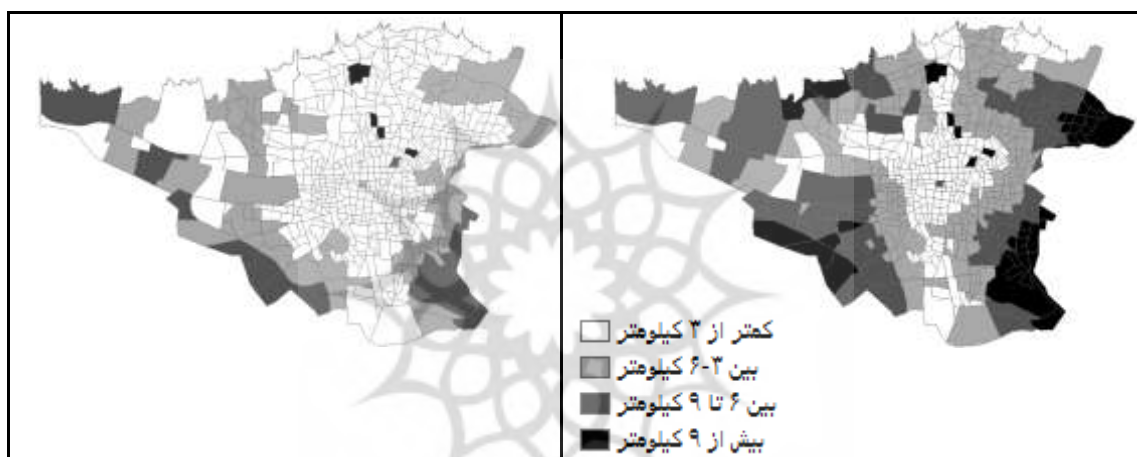 کمتر از ۳ کیلومتر
بین ۳-۶ کیلومتر
بین ۶ تا ۹ کیلومتر
بیش از ۹ کیلومتر